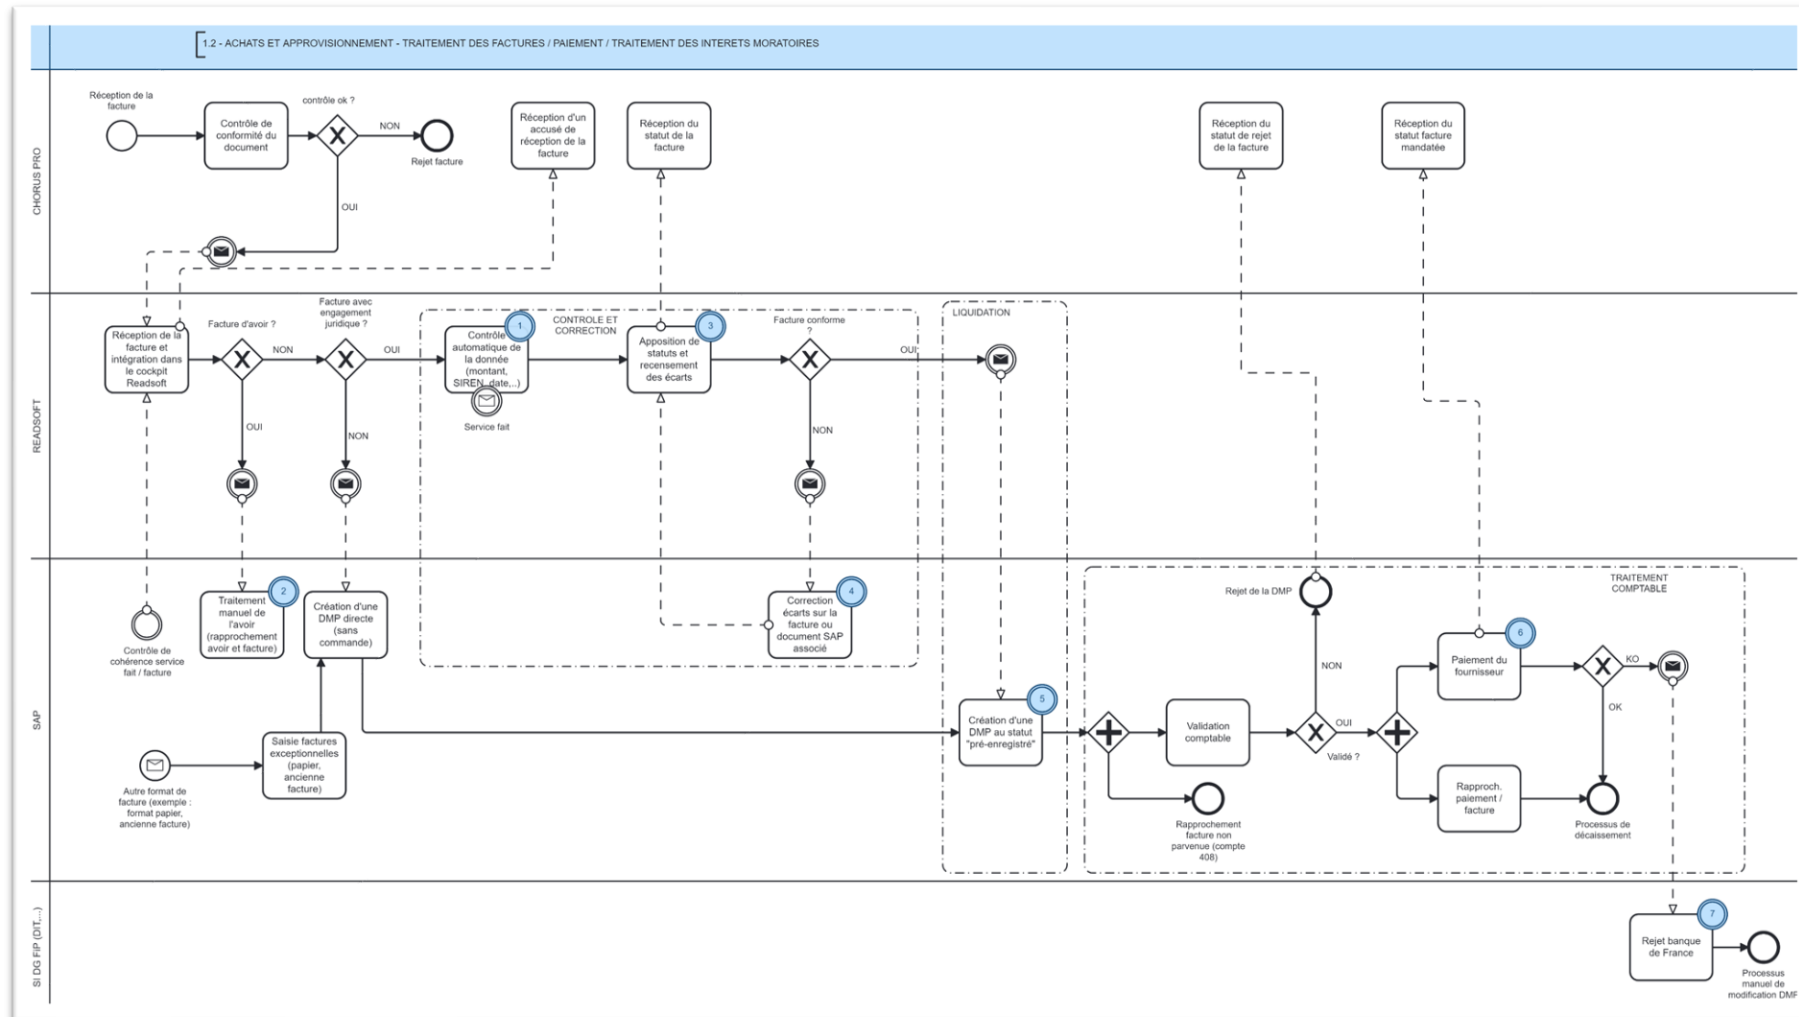 1.2 - ACHATS ET APPROVISIONNEMENT - TRAITEMENT DES FACTURES / PAIEMENT / TRAITEMENT DES INTERETS MORATOIRES
CHORUS PRO
Réception de la
facture
Contrôle de
conformité du
document
contrôle ok ?
NON
Rejet facture
OUI
Réception d'un
accusé de
réception de la
facture
Réception du
statut de la
facture
Réception du
statut de rejet
de la facture
Réception du
statut facture
mandatée
READSOFT
Réception de la
facture et
intégration dans
le cockpit
Readsoft
Facture d'avoir ?
NON
OUI
Facture avec
engagement
juridique ?
OUI
NON
CONTROLE ET
CORRECTION
1
Contrôle
automatique de
la donnée
(montant,
SIREN, date,..)
Service fait
3
Apposition de
statuts et
recensement
des écarts
Facture conforme
?
OUI
NON
LIQUIDATION
SAP
Contrôle de
cohérence service
fait / facture
2
Traitement
manuel de
l'avoir
(rapprochement
avoir et facture)
Création d'une
DMP directe
(sans
commande)
4
Correction
écarts sur la
facture ou
document SAP
associé
Autre format de
facture (exemple :
format papier,
ancienne facture)
Saisie factures
exceptionnelles
(papier,
ancienne
facture)
5
Création d'une
DMP au statut
"pré-enregistré"
TRAITEMENT
COMPTABLE
Validation
comptable
Rapprochement
facture non
parvenue (compte
408)
Rejet de la DMP
NON
OUI
Validé ?
6
Paiement du
fournisseur
KO
OK
Rapproch.
paiement /
facture
Processus de
décaissement
SI DG FiP (DIT,...)
7
Rejet banque
de France
Processus
manuel de
modification DMP